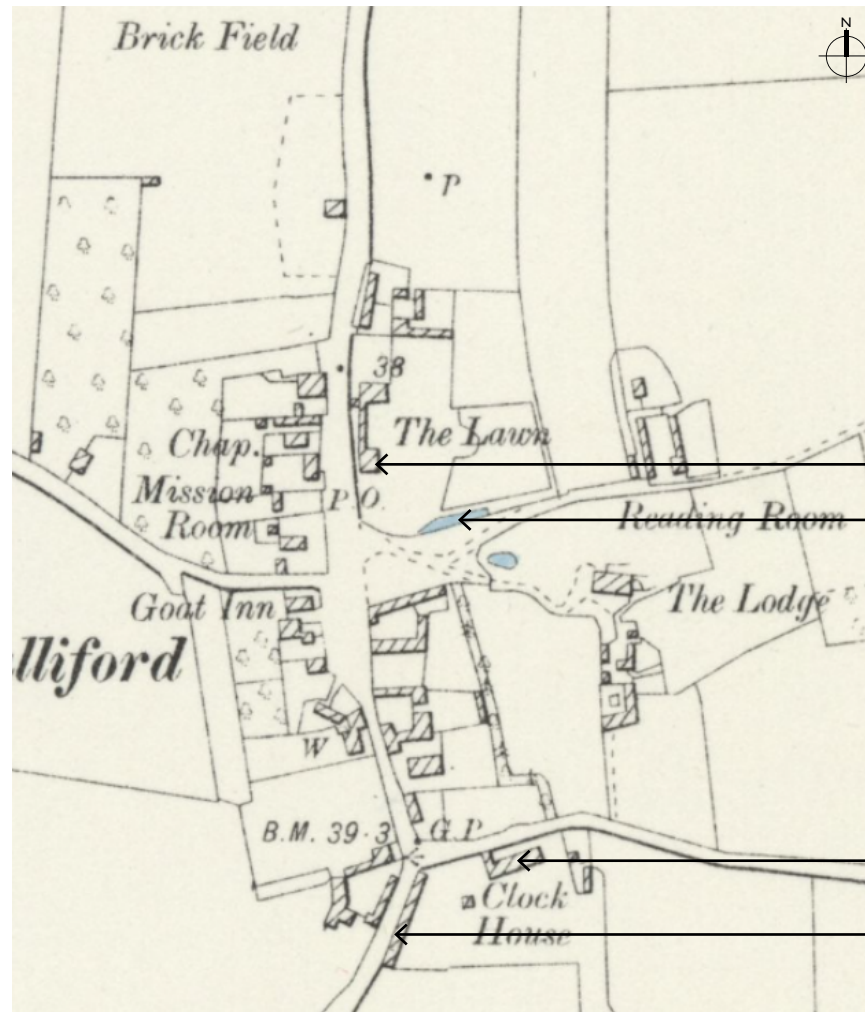 N
Brick Field
P
38
The Lawn
Chap.
Mission
Room
P.O.
Reading Room
Goat Inn
The Lodge
lliford
W
B.M. 39·3
G.P
Clock
House